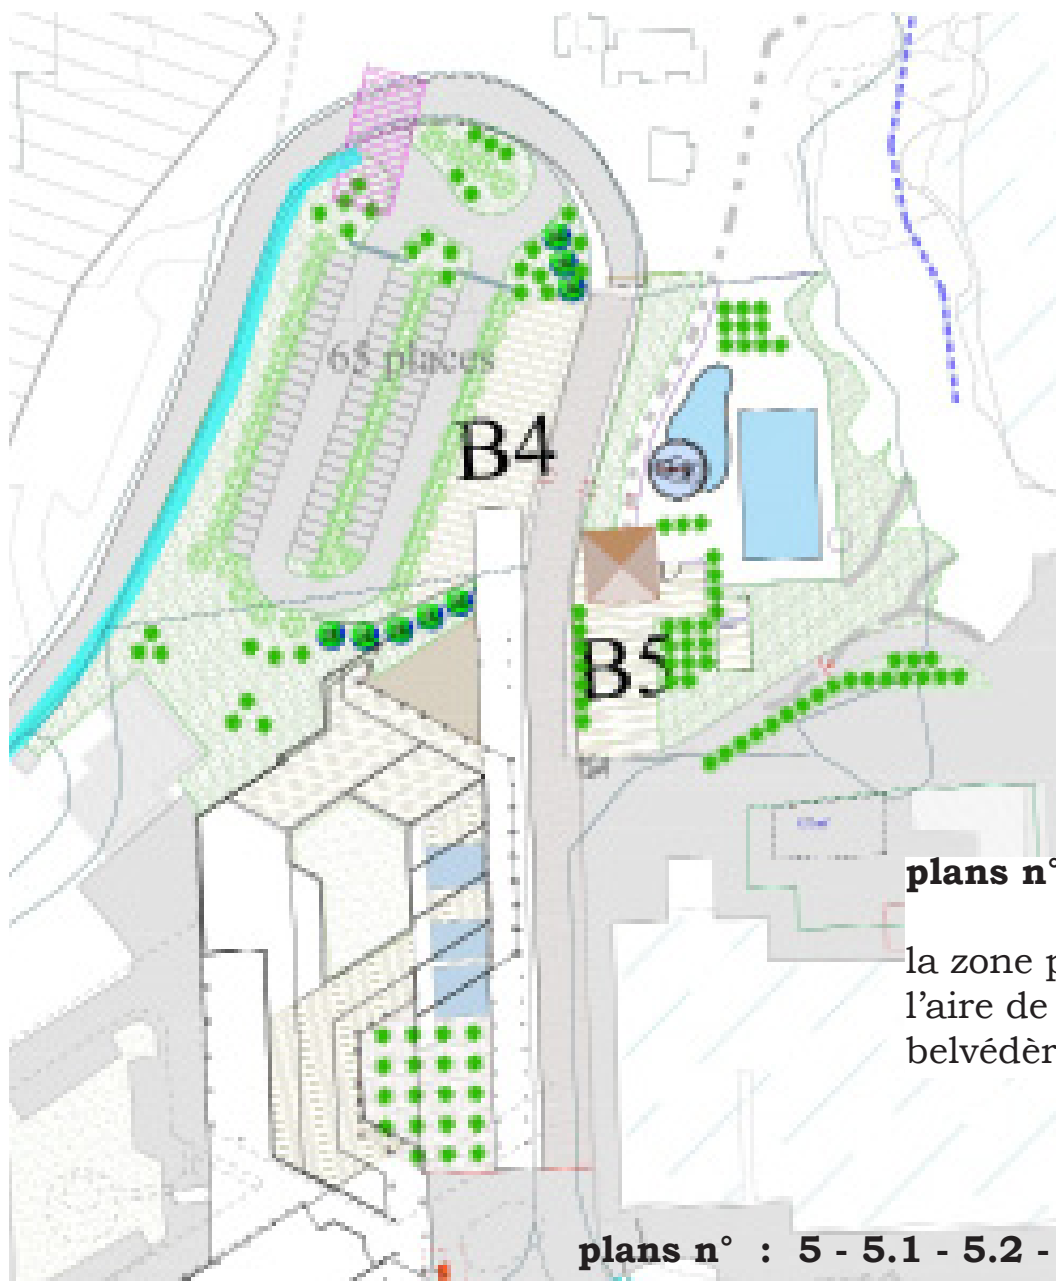 65 places
B4
B5
plans n°
la zone p
l'aire de
belvédèr
plans n° : 5 - 5.1 - 5.2 -